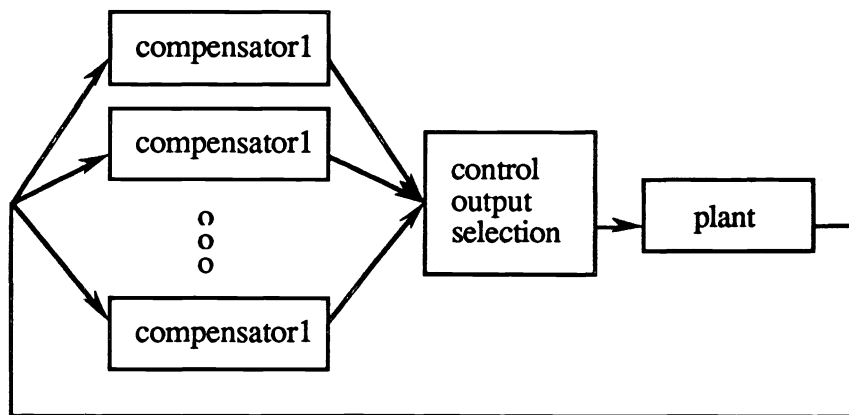 compensator1
compensator1
compensator1
control
output
selection
plant